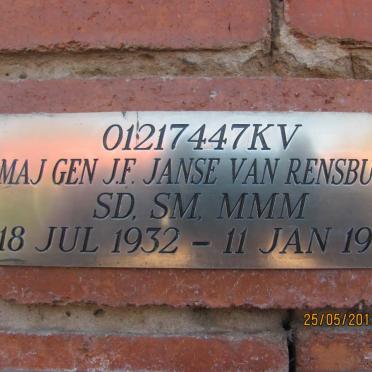 01217447KV
MAJ GEN J.F. JANSE VAN RENSBU
SD, SM, MMM
18 JUL 1932 - 11 JAN 19
25/05/201